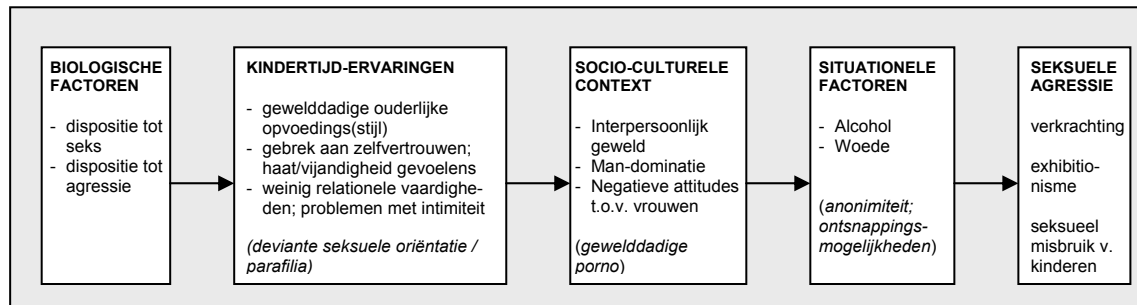 BIOLOGISCHE
FACTOREN
- dispositie tot
seks
- dispositie tot
agressie
KINDERTIJD-ERVARINGEN
- gewelddadige ouderlijke
opvoedings(stijl)
- gebrek aan zelfvertrouwen;
haat/vijandigheid gevoelens
- weinig relationele vaardighe-
den; problemen met intimiteit
(deviante seksuele oriëntatie /
parafilia)
SOCIO-CULTURELE
CONTEXT
- Interpersoonlijk
geweld
- Man-dominatie
- Negatieve attitudes
t.o.v. vrouwen
(gewelddadige
porno)
SITUATIONELE
FACTOREN
- Alcohol
- Woede
(anonimiteit;
ontsnappings-
mogelijkheden)
SEKSUELE
AGRESSIE
verkrachting
exhibitio-
nisme
seksueel
misbruik v.
kinderen